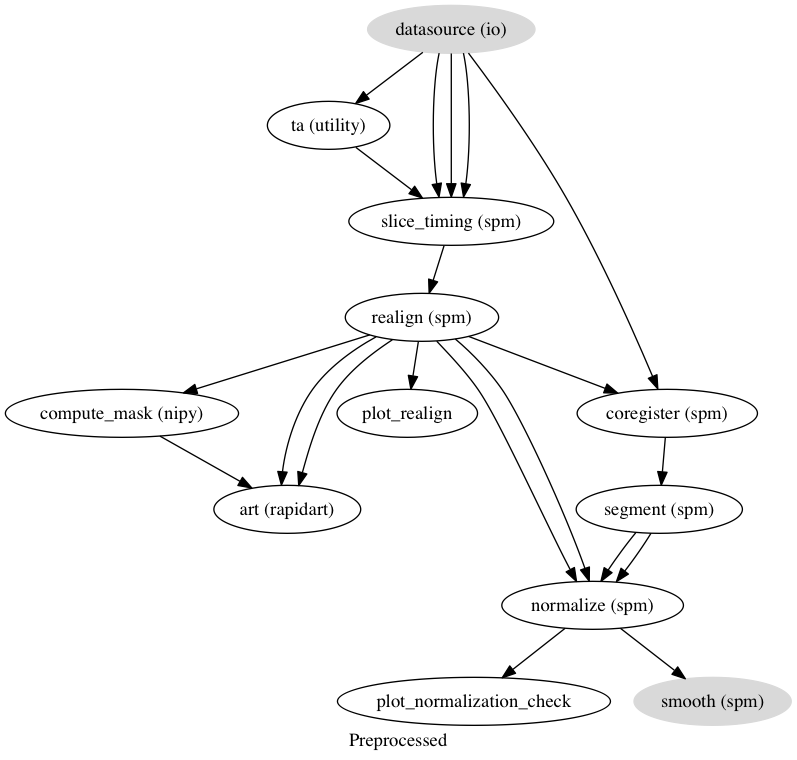 datasource (io)
ta (utility)
slice_timing (spm)
realign (spm)
compute_mask (nipy)
plot_realign
coregister (spm)
art (rapidart)
segment (spm)
normalize (spm)
plot_normalization_check
smooth (spm)
Preprocessed